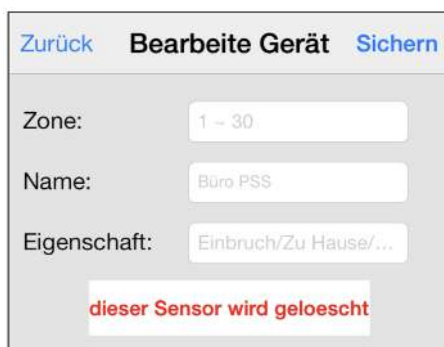 Zurück Bearbeite Gerät Sichern
Zone: 1 ~ 30
Name: Büro PSS
Eigenschaft: Einbruch/Zu Hause/...
dieser Sensor wird geloescht